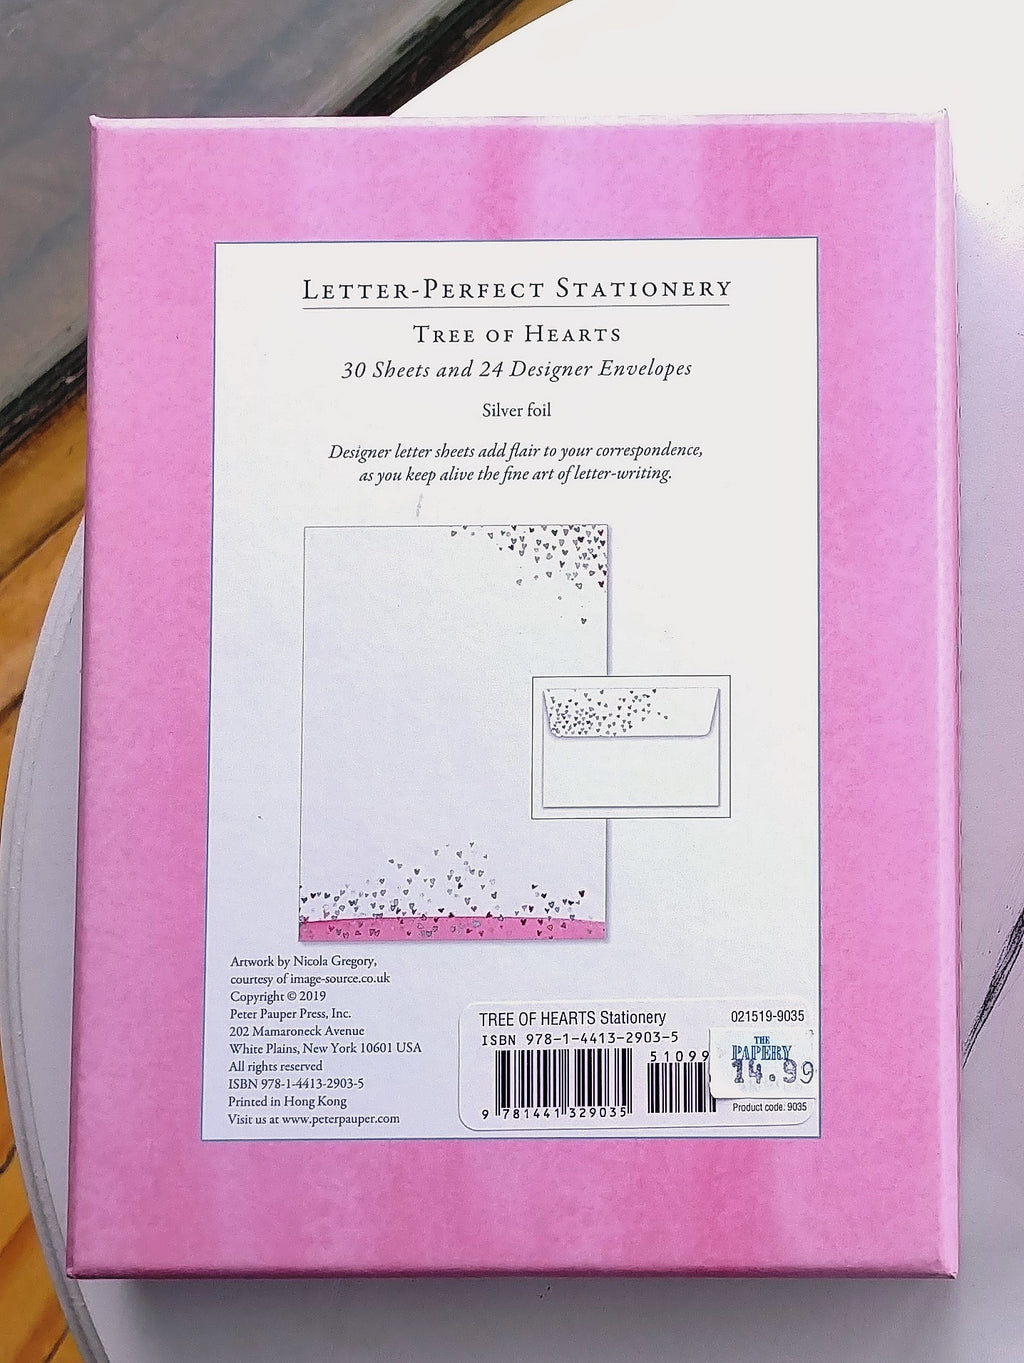 LETTER-PERFECT STATIONERY
TREE OF HEARTS
30 Sheets and 24 Designer Envelopes
Silver foil
Designer letter sheets add flair to your correspondence,
as you keep alive the fine art of letter-writing.
Artwork by Nicola Gregory,
courtesy of image-source.co.uk
Copyright © 2019
Peter Pauper Press, Inc.
202 Mamaroneck Avenue
White Plains, New York 10601 USA
All rights reserved
ISBN 978-1-4413-2903-5
Printed in Hong Kong
Visit us at www.peterpauper.com
TREE OF HEARTS Stationery 021519-9035
ISBN 978-1-4413-2903-5
51099
9 781441 329035
THE
PAPERY
14.99
Product code: 9035